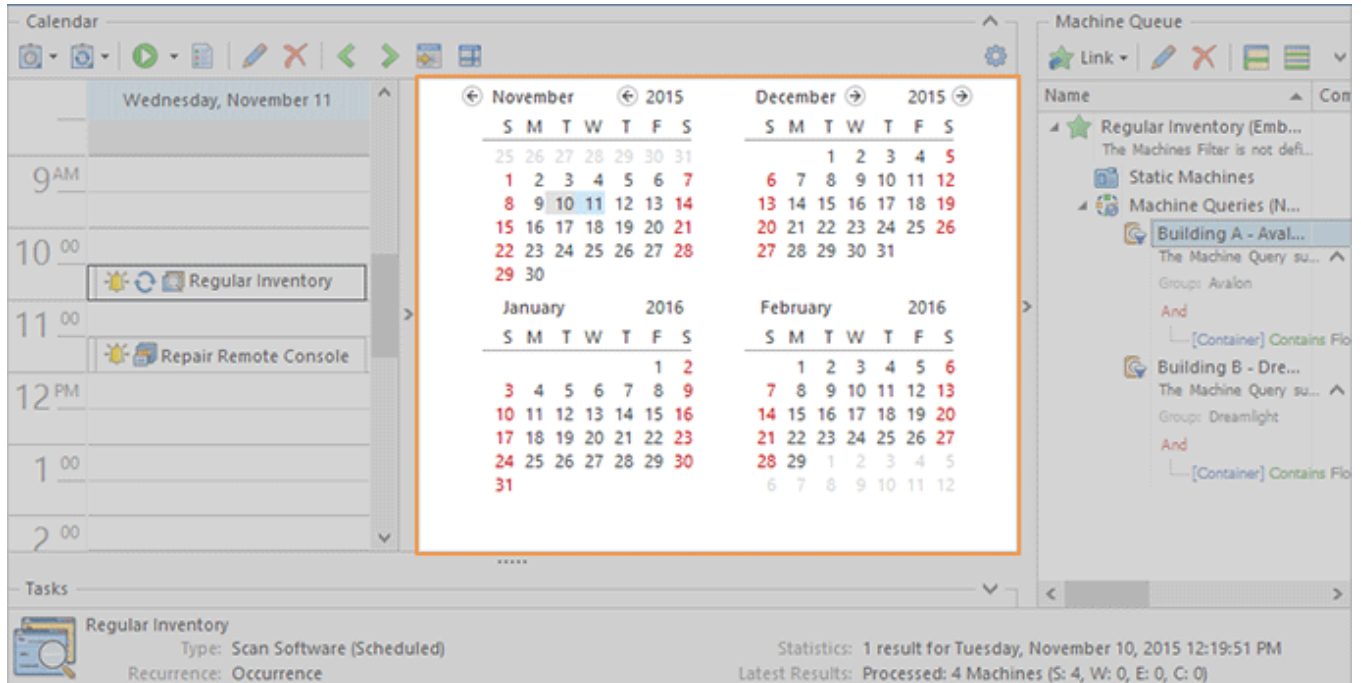 Calendar
Wednesday, November 11
9 AM
10 00
Regular Inventory
11 00
Repair Remote Console
12 PM
1 00
2 00
November 2015
S M T W T F S
25 26 27 28 29 30 31
1 2 3 4 5 6 7
8 9 10 11 12 13 14
15 16 17 18 19 20 21
22 23 24 25 26 27 28
29 30
December 2015
S M T W T F S
1 2 3 4 5
6 7 8 9 10 11 12
13 14 15 16 17 18 19
20 21 22 23 24 25 26
27 28 29 30 31
January 2016
S M T W T F S
1 2
3 4 5 6 7 8 9
10 11 12 13 14 15 16
17 18 19 20 21 22 23
24 25 26 27 28 29 30
31
February 2016
S M T W T F S
1 2 3 4 5 6
7 8 9 10 11 12 13
14 15 16 17 18 19 20
21 22 23 24 25 26 27
28 29 1 2 3 4 5
6 7 8 9 10 11 12
Machine Queue
Link
Name Com
Regular Inventory (Emb...
The Machines Filter is not defi...
Static Machines
Machine Queries (N...
Building A - Aval...
The Machine Query su...
Group: Avalon
And
[Container] Contains Flo
Building B - Dre...
The Machine Query su...
Group: Dreamlight
And
[Container] Contains Flo
Tasks
Regular Inventory
Type: Scan Software (Scheduled)
Recurrence: Occurrence
Statistics: 1 result for Tuesday, November 10, 2015 12:19:51 PM
Latest Results: Processed: 4 Machines (S: 4, W: 0, E: 0, C: 0)